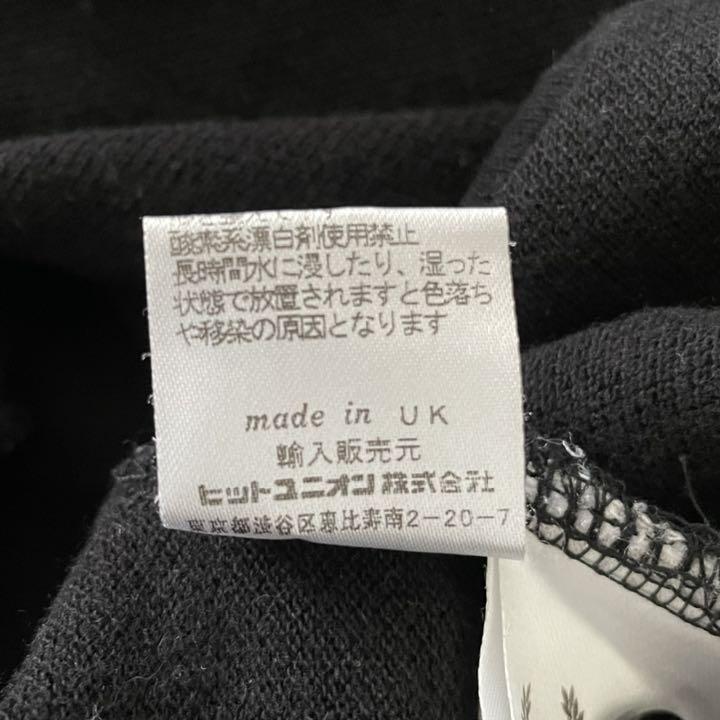 酸素系漂白剤使用禁止
長時間水に浸したり、湿った
状態で放置されますと色落ち
や移染の原因となります
made in UK
輸入販売元
ヒットユニオン株式会社
東京都渋谷区恵比寿南2-20-7